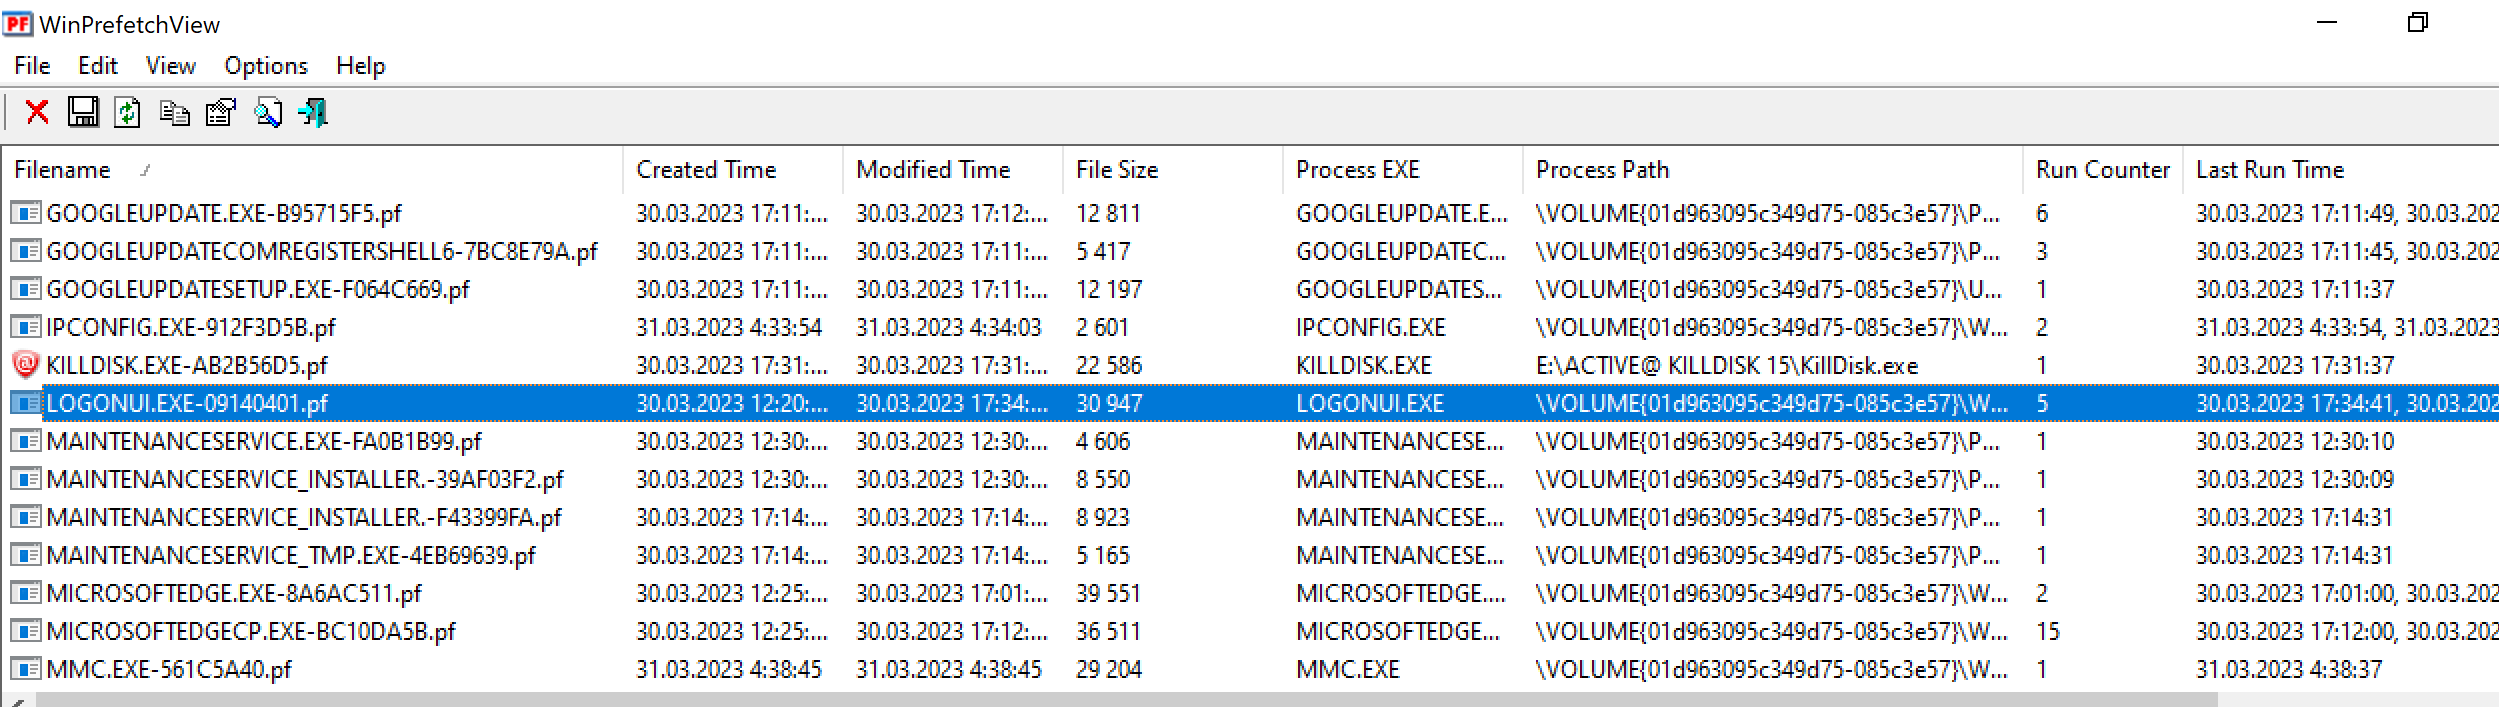 PF WinPrefetchView
File Edit View Options Help
Filename Created Time Modified Time File Size Process EXE Process Path Run Counter Last Run Time
GOOGLEUPDATE.EXE-B95715F5.pf 30.03.2023 17:11:... 30.03.2023 17:12:... 12 811 GOOGLEUPDATE.E... \VOLUME{01d963095c349d75-085c3e57}\P... 6 30.03.2023 17:11:49, 30.03.202
GOOGLEUPDATECOMREGISTERSHELL6-7BC8E79A.pf 30.03.2023 17:11:... 30.03.2023 17:11:... 5 417 GOOGLEUPDATEC... \VOLUME{01d963095c349d75-085c3e57}\P... 3 30.03.2023 17:11:45, 30.03.202
GOOGLEUPDATESETUP.EXE-F064C669.pf 30.03.2023 17:11:... 30.03.2023 17:11:... 12 197 GOOGLEUPDATES... \VOLUME{01d963095c349d75-085c3e57}\U... 1 30.03.2023 17:11:37
IPCONFIG.EXE-912F3D5B.pf 31.03.2023 4:33:54 31.03.2023 4:34:03 2 601 IPCONFIG.EXE \VOLUME{01d963095c349d75-085c3e57}\W... 2 31.03.2023 4:33:54, 31.03.2023
KILLDISK.EXE-AB2B56D5.pf 30.03.2023 17:31:... 30.03.2023 17:31:... 22 586 KILLDISK.EXE E:\ACTIVE@ KILLDISK 15\KillDisk.exe 1 30.03.2023 17:31:37
LOGONUI.EXE-09140401.pf 30.03.2023 12:20:... 30.03.2023 17:34:... 30 947 LOGONUI.EXE \VOLUME{01d963095c349d75-085c3e57}\W... 5 30.03.2023 17:34:41, 30.03.202
MAINTENANCESERVICE.EXE-FA0B1B99.pf 30.03.2023 12:30:... 30.03.2023 12:30:... 4 606 MAINTENANCESE... \VOLUME{01d963095c349d75-085c3e57}\P... 1 30.03.2023 12:30:10
MAINTENANCESERVICE_INSTALLER.-39AF03F2.pf 30.03.2023 12:30:... 30.03.2023 12:30:... 8 550 MAINTENANCESE... \VOLUME{01d963095c349d75-085c3e57}\P... 1 30.03.2023 12:30:09
MAINTENANCESERVICE_INSTALLER.-F43399FA.pf 30.03.2023 17:14:... 30.03.2023 17:14:... 8 923 MAINTENANCESE... \VOLUME{01d963095c349d75-085c3e57}\P... 1 30.03.2023 17:14:31
MAINTENANCESERVICE_TMP.EXE-4EB69639.pf 30.03.2023 17:14:... 30.03.2023 17:14:... 5 165 MAINTENANCESE... \VOLUME{01d963095c349d75-085c3e57}\P... 1 30.03.2023 17:14:31
MICROSOFTEDGE.EXE-8A6AC511.pf 30.03.2023 12:25:... 30.03.2023 17:01:... 39 551 MICROSOFTEDGE.... \VOLUME{01d963095c349d75-085c3e57}\W... 2 30.03.2023 17:01:00, 30.03.202
MICROSOFTEDGECP.EXE-BC10DA5B.pf 30.03.2023 12:25:... 30.03.2023 17:12:... 36 511 MICROSOFTEDGE... \VOLUME{01d963095c349d75-085c3e57}\W... 15 30.03.2023 17:12:00, 30.03.202
MMC.EXE-561C5A40.pf 31.03.2023 4:38:45 31.03.2023 4:38:45 29 204 MMC.EXE \VOLUME{01d963095c349d75-085c3e57}\W... 1 31.03.2023 4:38:37